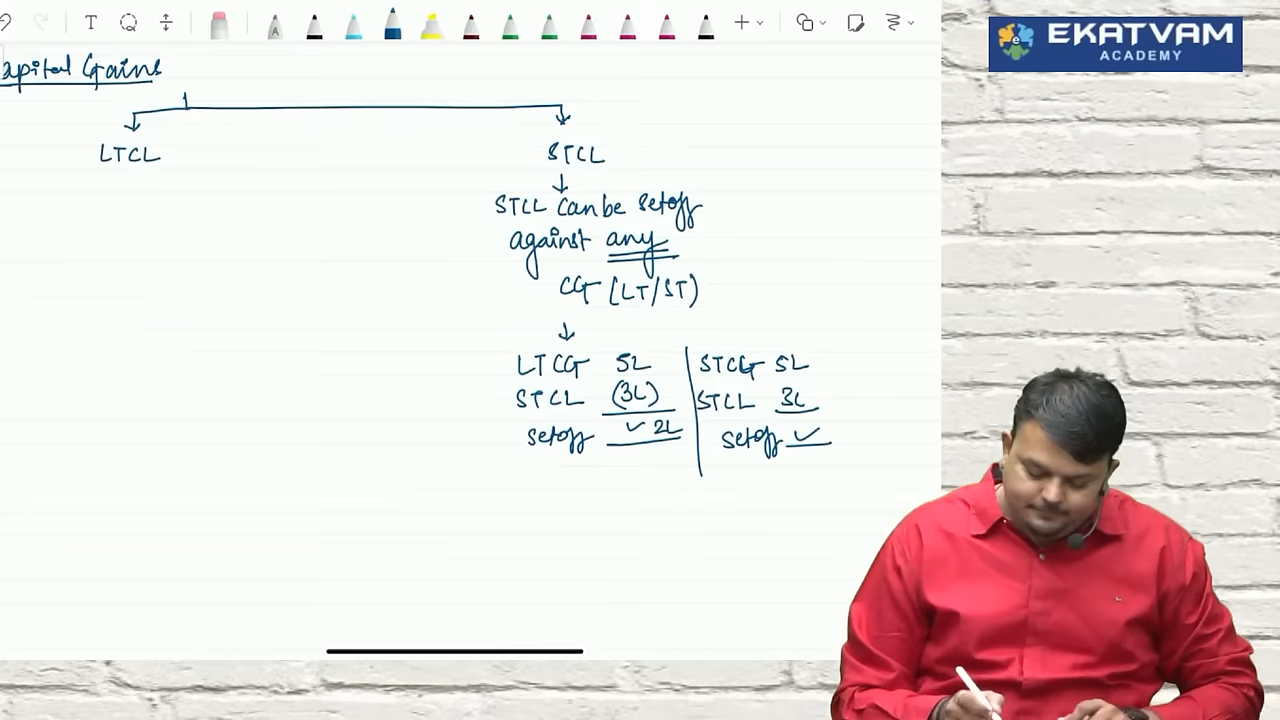 EKATVAM
ACADEMY
apital Gains
LTCL
STCL
STCL can be setoff
against any
CG (LT/ST)
LTCG 5L
STCL (3L)
setoff ✓ 2L
STCG 5L
STCL 3L
setoff ✓